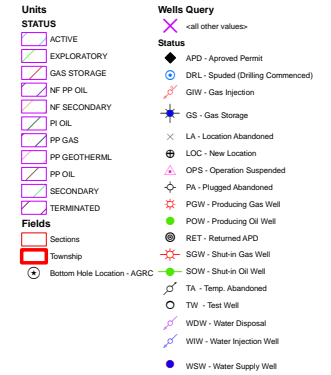 Units
STATUS
ACTIVE
EXPLORATORY
GAS STORAGE
NF PP OIL
NF SECONDARY
PI OIL
PP GAS
PP GEOTHERML
PP OIL
SECONDARY
TERMINATED
Fields
Sections
Township
Bottom Hole Location - AGRC
Wells Query
<all other values>
Status
APD - Aproved Permit
DRL - Spuded (Drilling Commenced)
GIW - Gas Injection
GS - Gas Storage
LA - Location Abandoned
LOC - New Location
OPS - Operation Suspended
PA - Plugged Abandoned
PGW - Producing Gas Well
POW - Producing Oil Well
RET - Returned APD
SGW - Shut-in Gas Well
SOW - Shut-in Oil Well
TA - Temp. Abandoned
TW - Test Well
WDW - Water Disposal
WIW - Water Injection Well
WSW - Water Supply Well